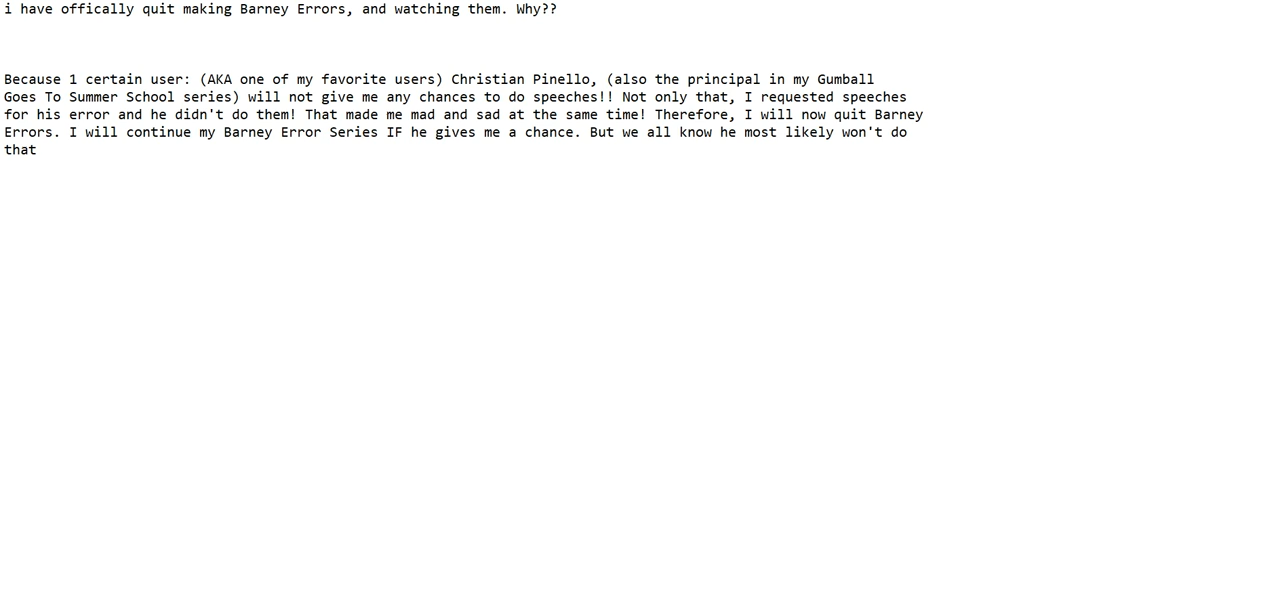 i have offically quit making Barney Errors, and watching them. Why??
Because 1 certain user: (AKA one of my favorite users) Christian Pinello, (also the principal in my Gumball
Goes To Summer School series) will not give me any chances to do speeches!! Not only that, I requested speeches
for his error and he didn't do them! That made me mad and sad at the same time! Therefore, I will now quit Barney
Errors. I will continue my Barney Error Series IF he gives me a chance. But we all know he most likely won't do
that